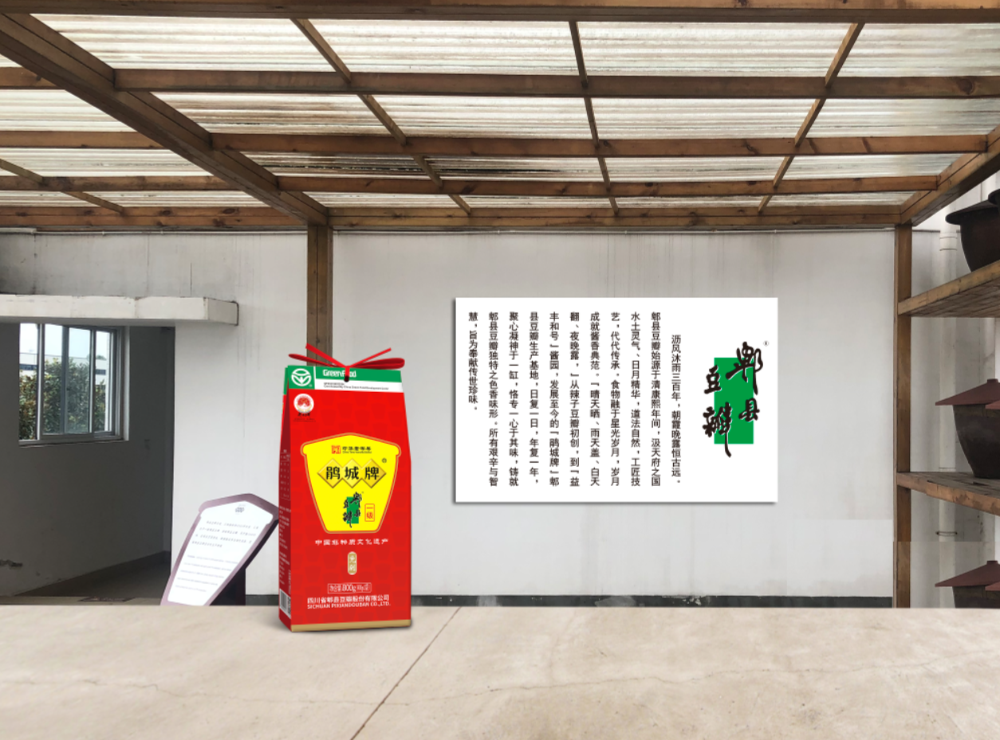 郫县
豆瓣
®
沥风沐雨三百年，朝霞晚露恒古远。
郫县豆瓣始源于清康熙年间，汲天府之国
水土灵气、日月精华，道法自然，工匠技
艺，代代传承。食物融于星光岁月，岁月
成就酱香典范。「晴天晒、雨天盖、白天
翻、夜晚露，」从辣子豆瓣初创，到「益
丰和号」酱园，发展至今的「鹃城牌」郫
县豆瓣生产基地，日复一日，年复一年，
聚心凝神于一缸，恪专一心于其味，铸就
郫县豆瓣独特之色香味形。所有艰辛与智
慧，旨为奉献传世珍味。
GreenFood
中华老字号
鹃城牌
郫县
豆瓣
一级
中国非物质文化遗产
净含量:800g
四川省郫县豆瓣股份有限公司
SICHUAN PIXIANDOUBAN CO.,LTD.